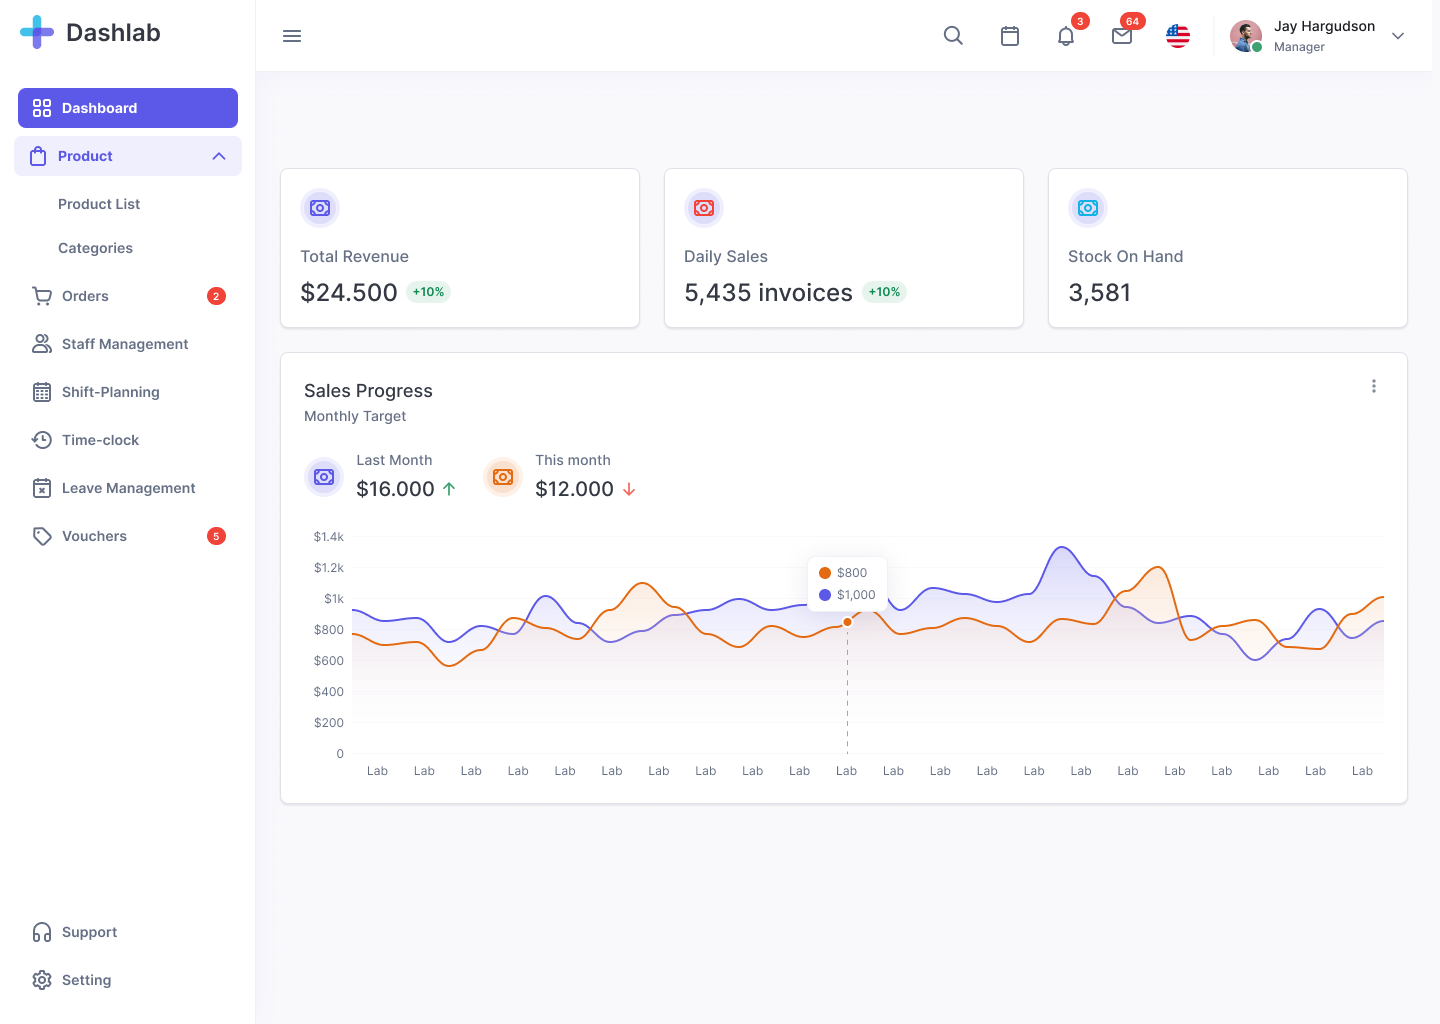 Dashlab
3
64
Jay Hargudson
Manager
Dashboard
Product
Product List
Categories
Orders 2
Staff Management
Shift-Planning
Time-clock
Leave Management
Vouchers 5
Support
Setting
Total Revenue
$24.500 +10%
Daily Sales
5,435 invoices +10%
Stock On Hand
3,581
Sales Progress
Monthly Target
Last Month
$16.000
This month
$12.000
$1.4k
$1.2k
$1k
$800
$600
$400
$200
0
$800
$1,000
Lab Lab Lab Lab Lab Lab Lab Lab Lab Lab Lab Lab Lab Lab Lab Lab Lab Lab Lab Lab Lab Lab